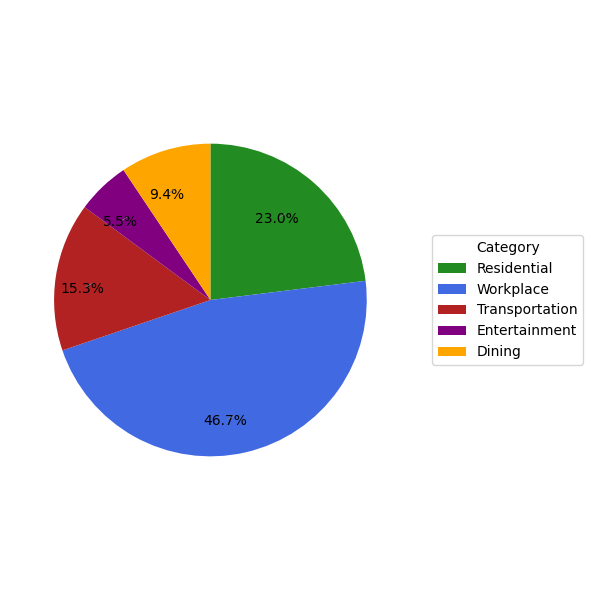 9.4%
5.5%
23.0%
15.3%
46.7%
Category
Residential
Workplace
Transportation
Entertainment
Dining